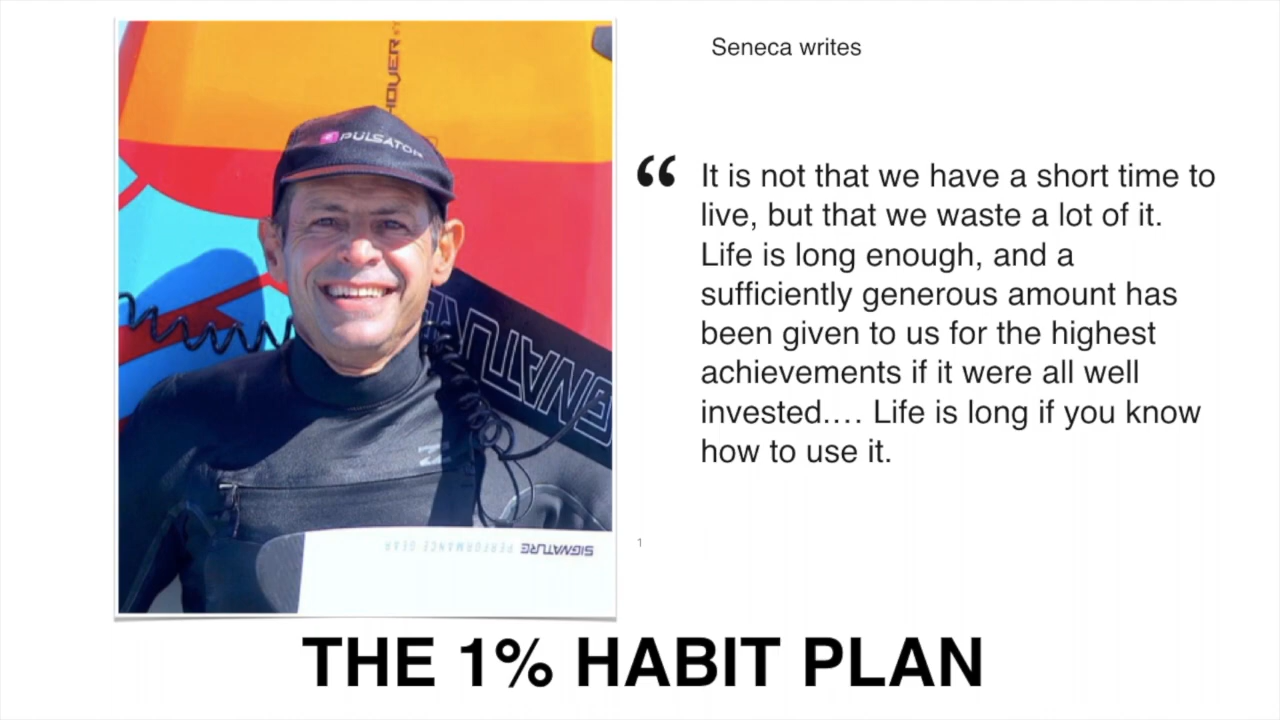 HOVER
PULSATOR
SIGNATURE
SIGNATURE PERFORMANCE GEAR
Seneca writes
“
It is not that we have a short time to
live, but that we waste a lot of it.
Life is long enough, and a
sufficiently generous amount has
been given to us for the highest
achievements if it were all well
invested…. Life is long if you know
how to use it.
1
THE 1% HABIT PLAN